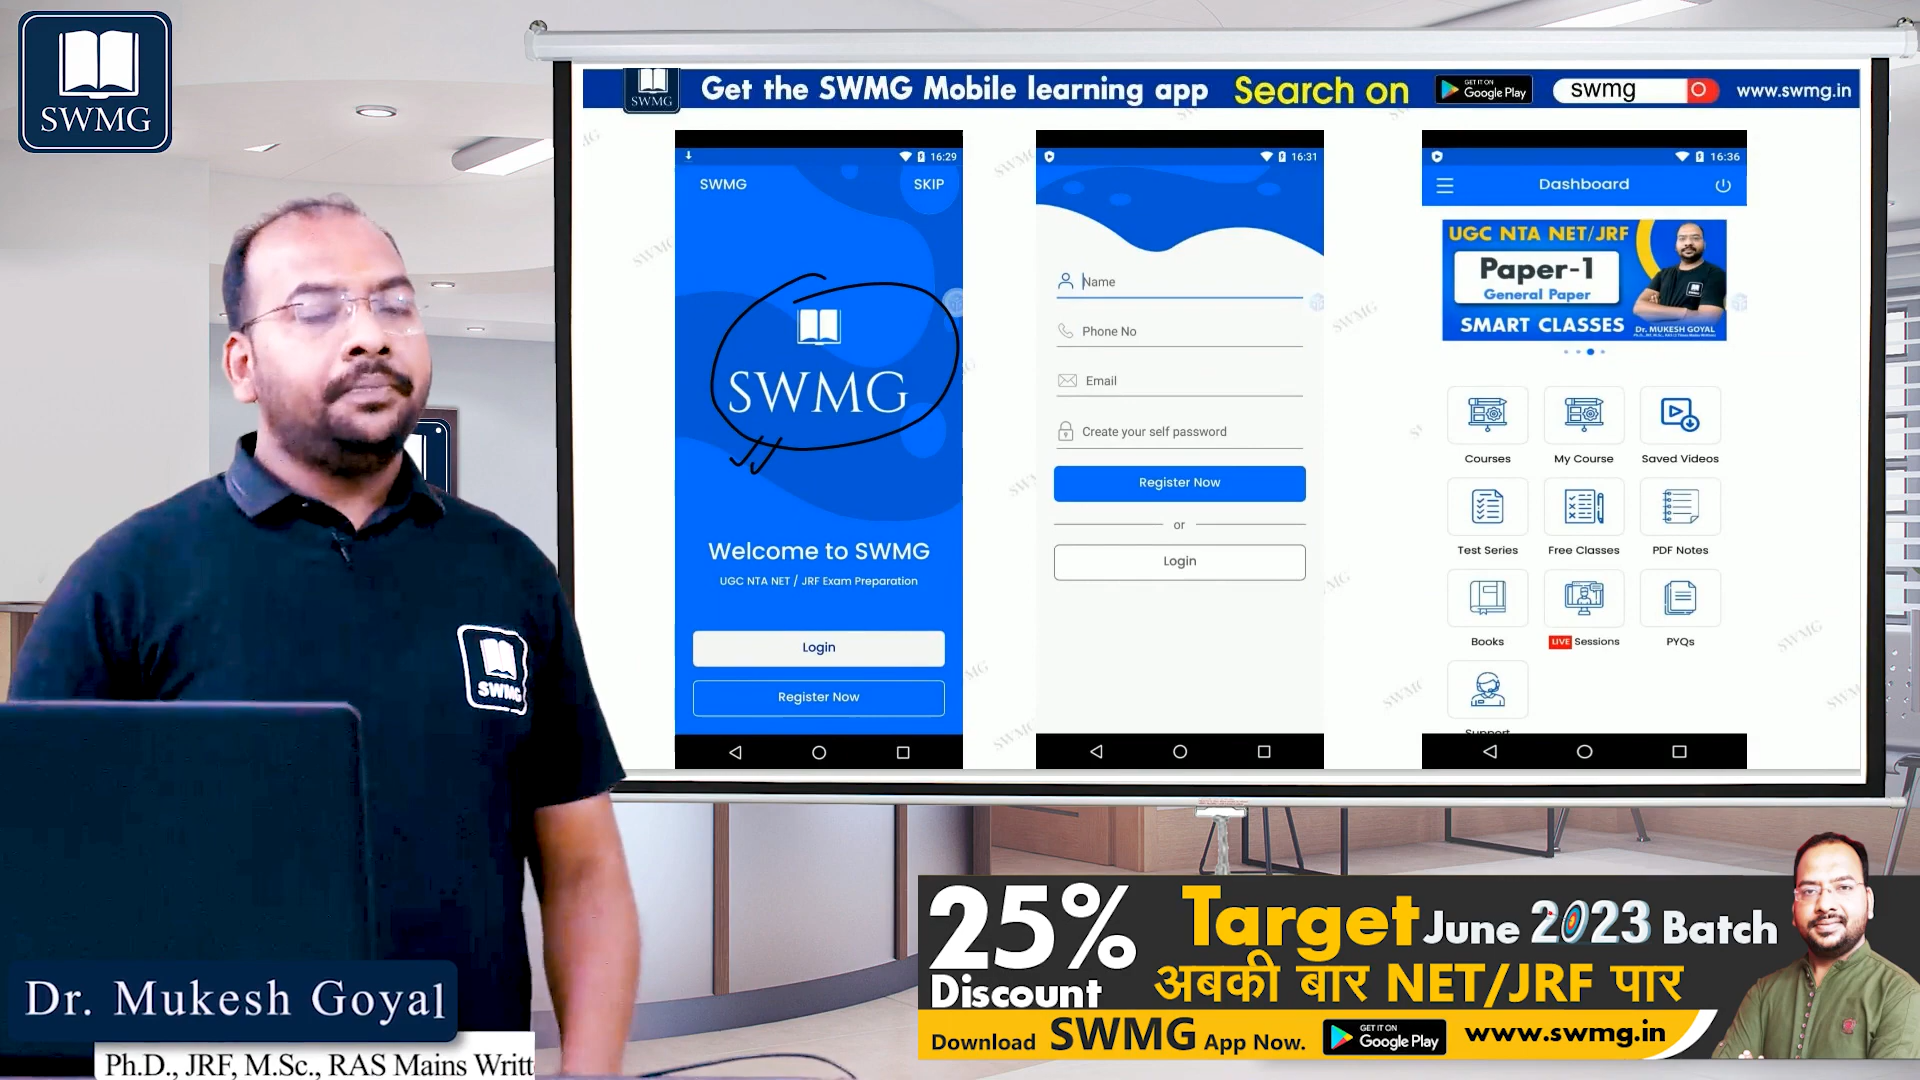 SWMG
SWMG
Get the SWMG Mobile learning app
Search on
GET IT ON
Google Play
swmg
www.swmg.in
16:29
SWMG
SKIP
SWMG
Welcome to SWMG
UGC NTA NET / JRF Exam Preparation
Login
Register Now
16:31
Name
Phone No
Email
Create your self password
Register Now
or
Login
16:36
Dashboard
UGC NTA NET/JRF
Paper-1
General Paper
SMART CLASSES
Dr. MUKESH GOYAL
Courses
My Course
Saved Videos
Test Series
Free Classes
PDF Notes
Books
LIVE Sessions
PYQs
Support
SWMG
Dr. Mukesh Goyal
Ph.D., JRF, M.Sc., RAS Mains Writt
25%
Discount
Target June 2023 Batch
अबकी बार NET/JRF पार
Download SWMG App Now.
GET IT ON
Google Play
www.swmg.in